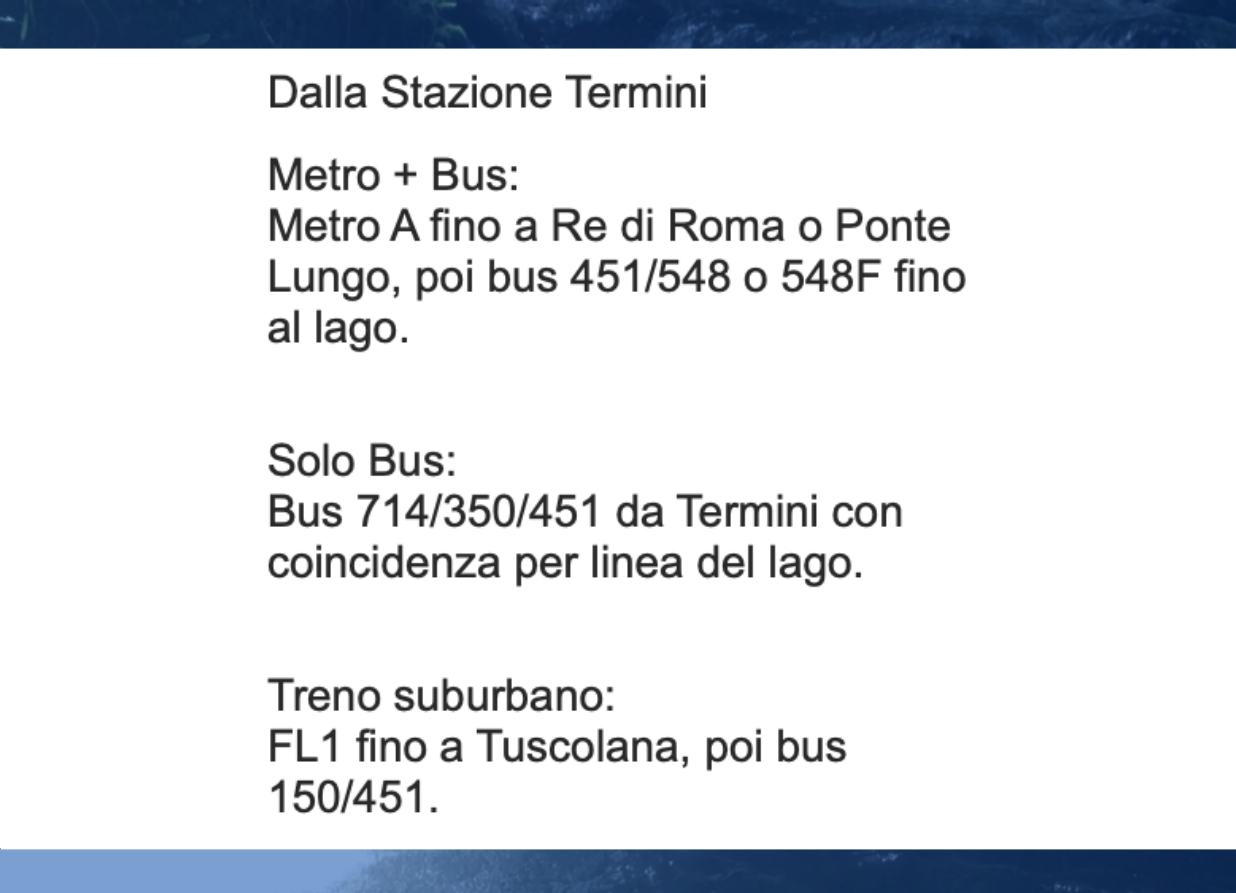 Dalla Stazione Termini
Metro + Bus:
Metro A fino a Re di Roma o Ponte
Lungo, poi bus 451/548 o 548F fino
al lago.
Solo Bus:
Bus 714/350/451 da Termini con
coincidenza per linea del lago.
Treno suburbano:
FL1 fino a Tuscolana, poi bus
150/451.